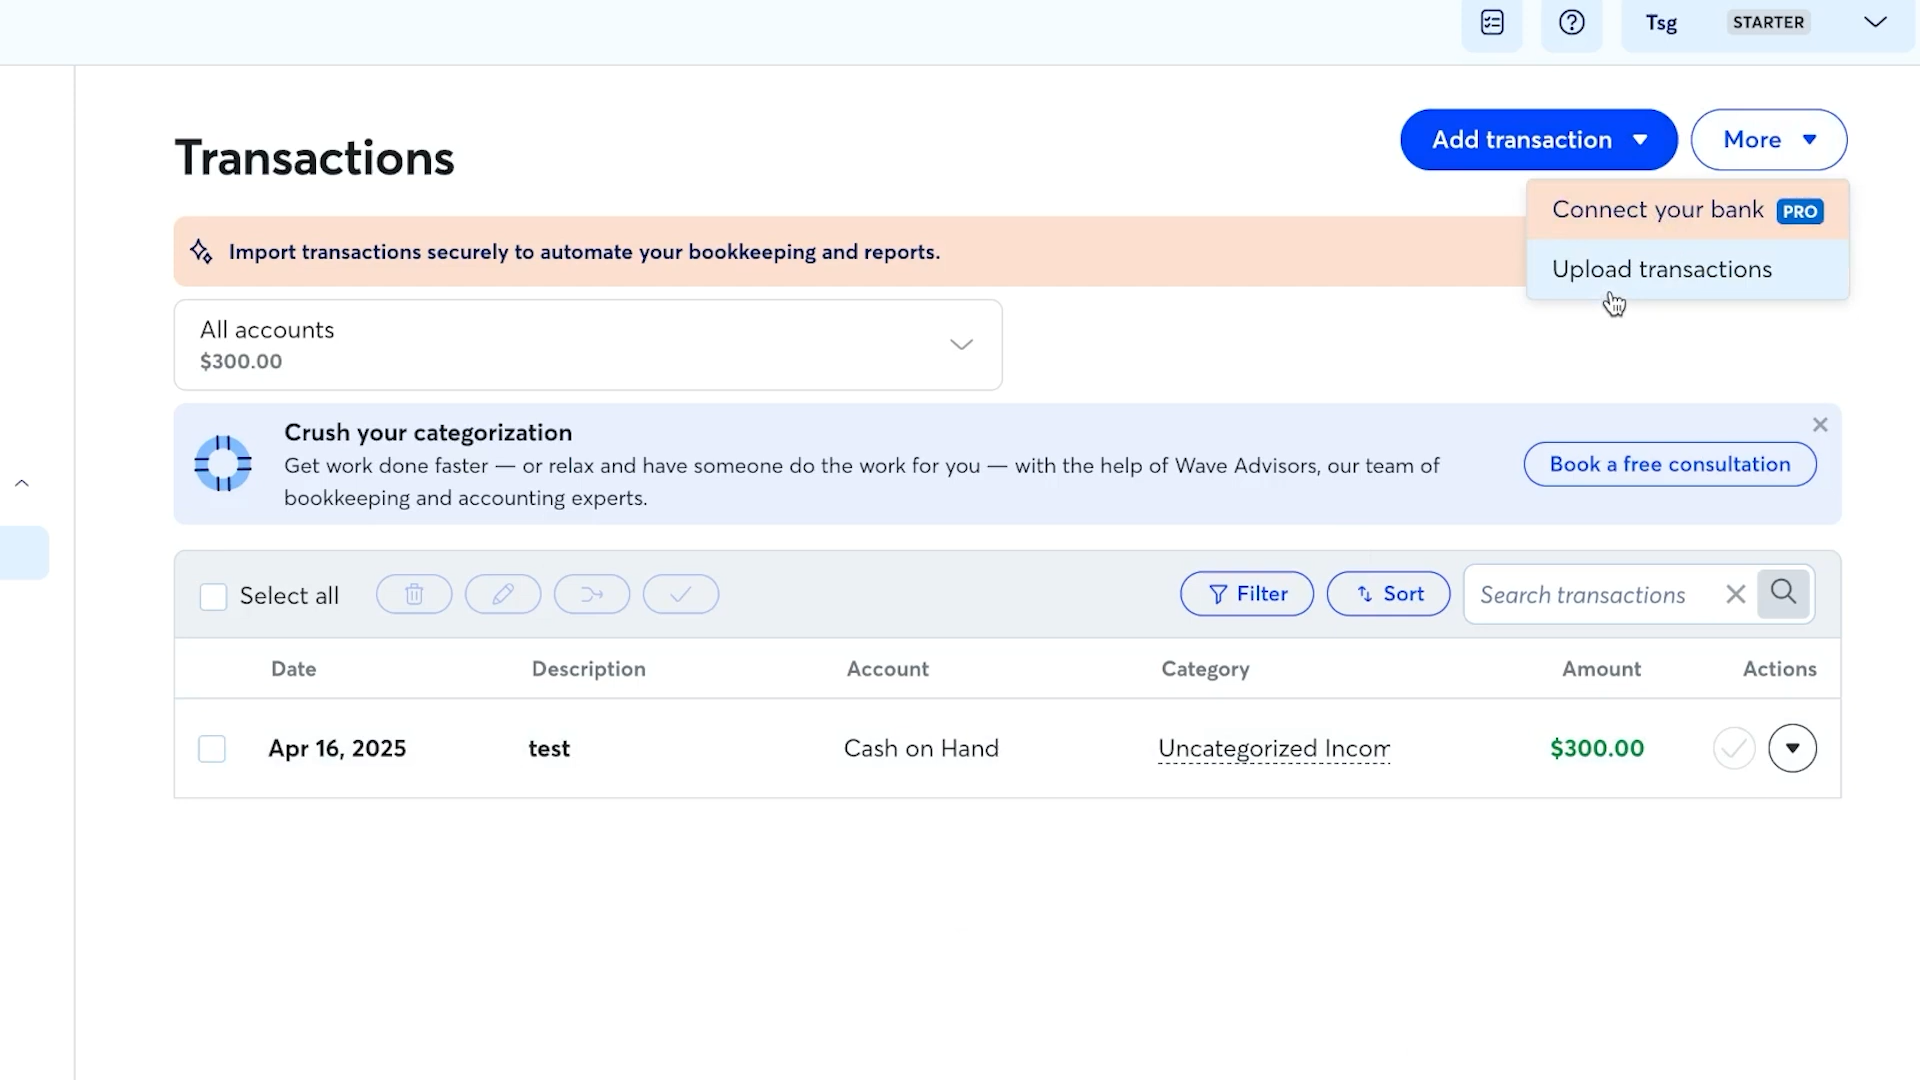 Tsg STARTER
Transactions
Add transaction
More
Connect your bank PRO
Upload transactions
Import transactions securely to automate your bookkeeping and reports.
All accounts
$300.00
Crush your categorization
Get work done faster — or relax and have someone do the work for you — with the help of Wave Advisors, our team of
bookkeeping and accounting experts.
Book a free consultation
Select all
Filter
Sort
Search transactions
Date Description Account Category Amount Actions
Apr 16, 2025 test Cash on Hand Uncategorized Incom $300.00